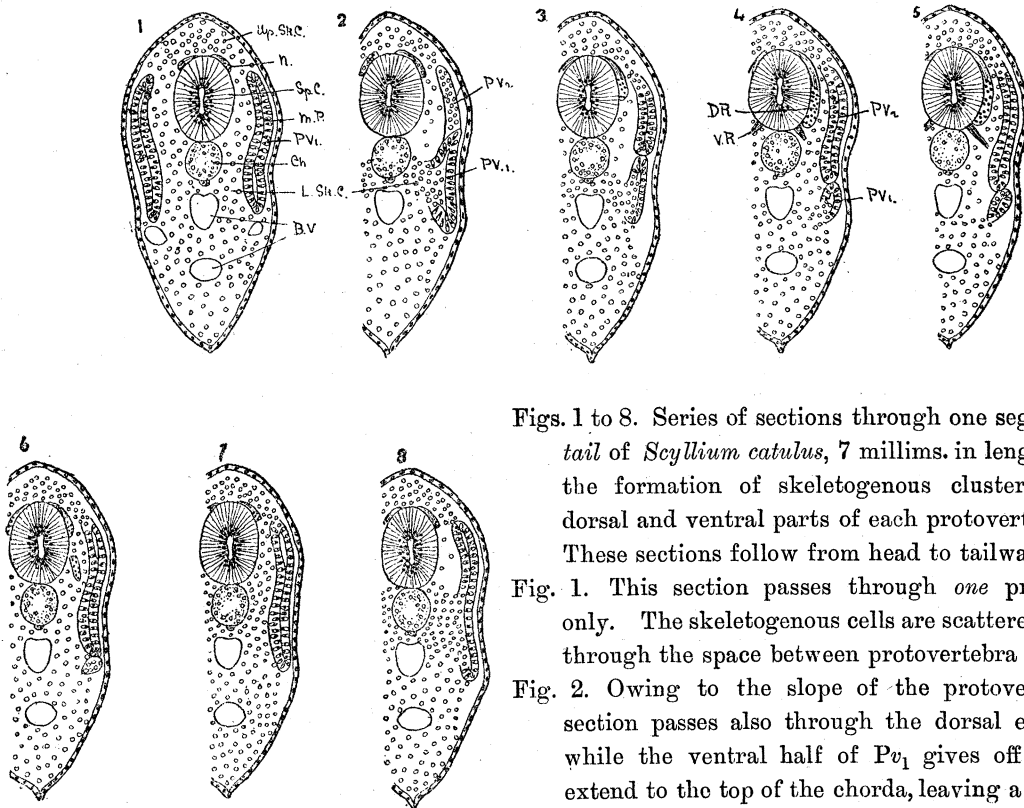 1 2 3 4 5
Up.Sk.C.
n.
Sp.C.
m.P.
PV1.
Ch
L.Sk.C.
B.V
PV2.
PV.1.
DR
V.R
PV2
PV1.
6 7 8
Figs. 1 to 8. Series of sections through one seg
tail of Scyllium catulus, 7 millims. in leng
the formation of skeletogenous cluster
dorsal and ventral parts of each protovert
These sections follow from head to tailwa
Fig. 1. This section passes through one pr
only. The skeletogenous cells are scattere
through the space between protovertebra
Fig. 2. Owing to the slope of the protove
section passes also through the dorsal e
while the ventral half of Pv1 gives off
extend to the top of the chorda, leaving a